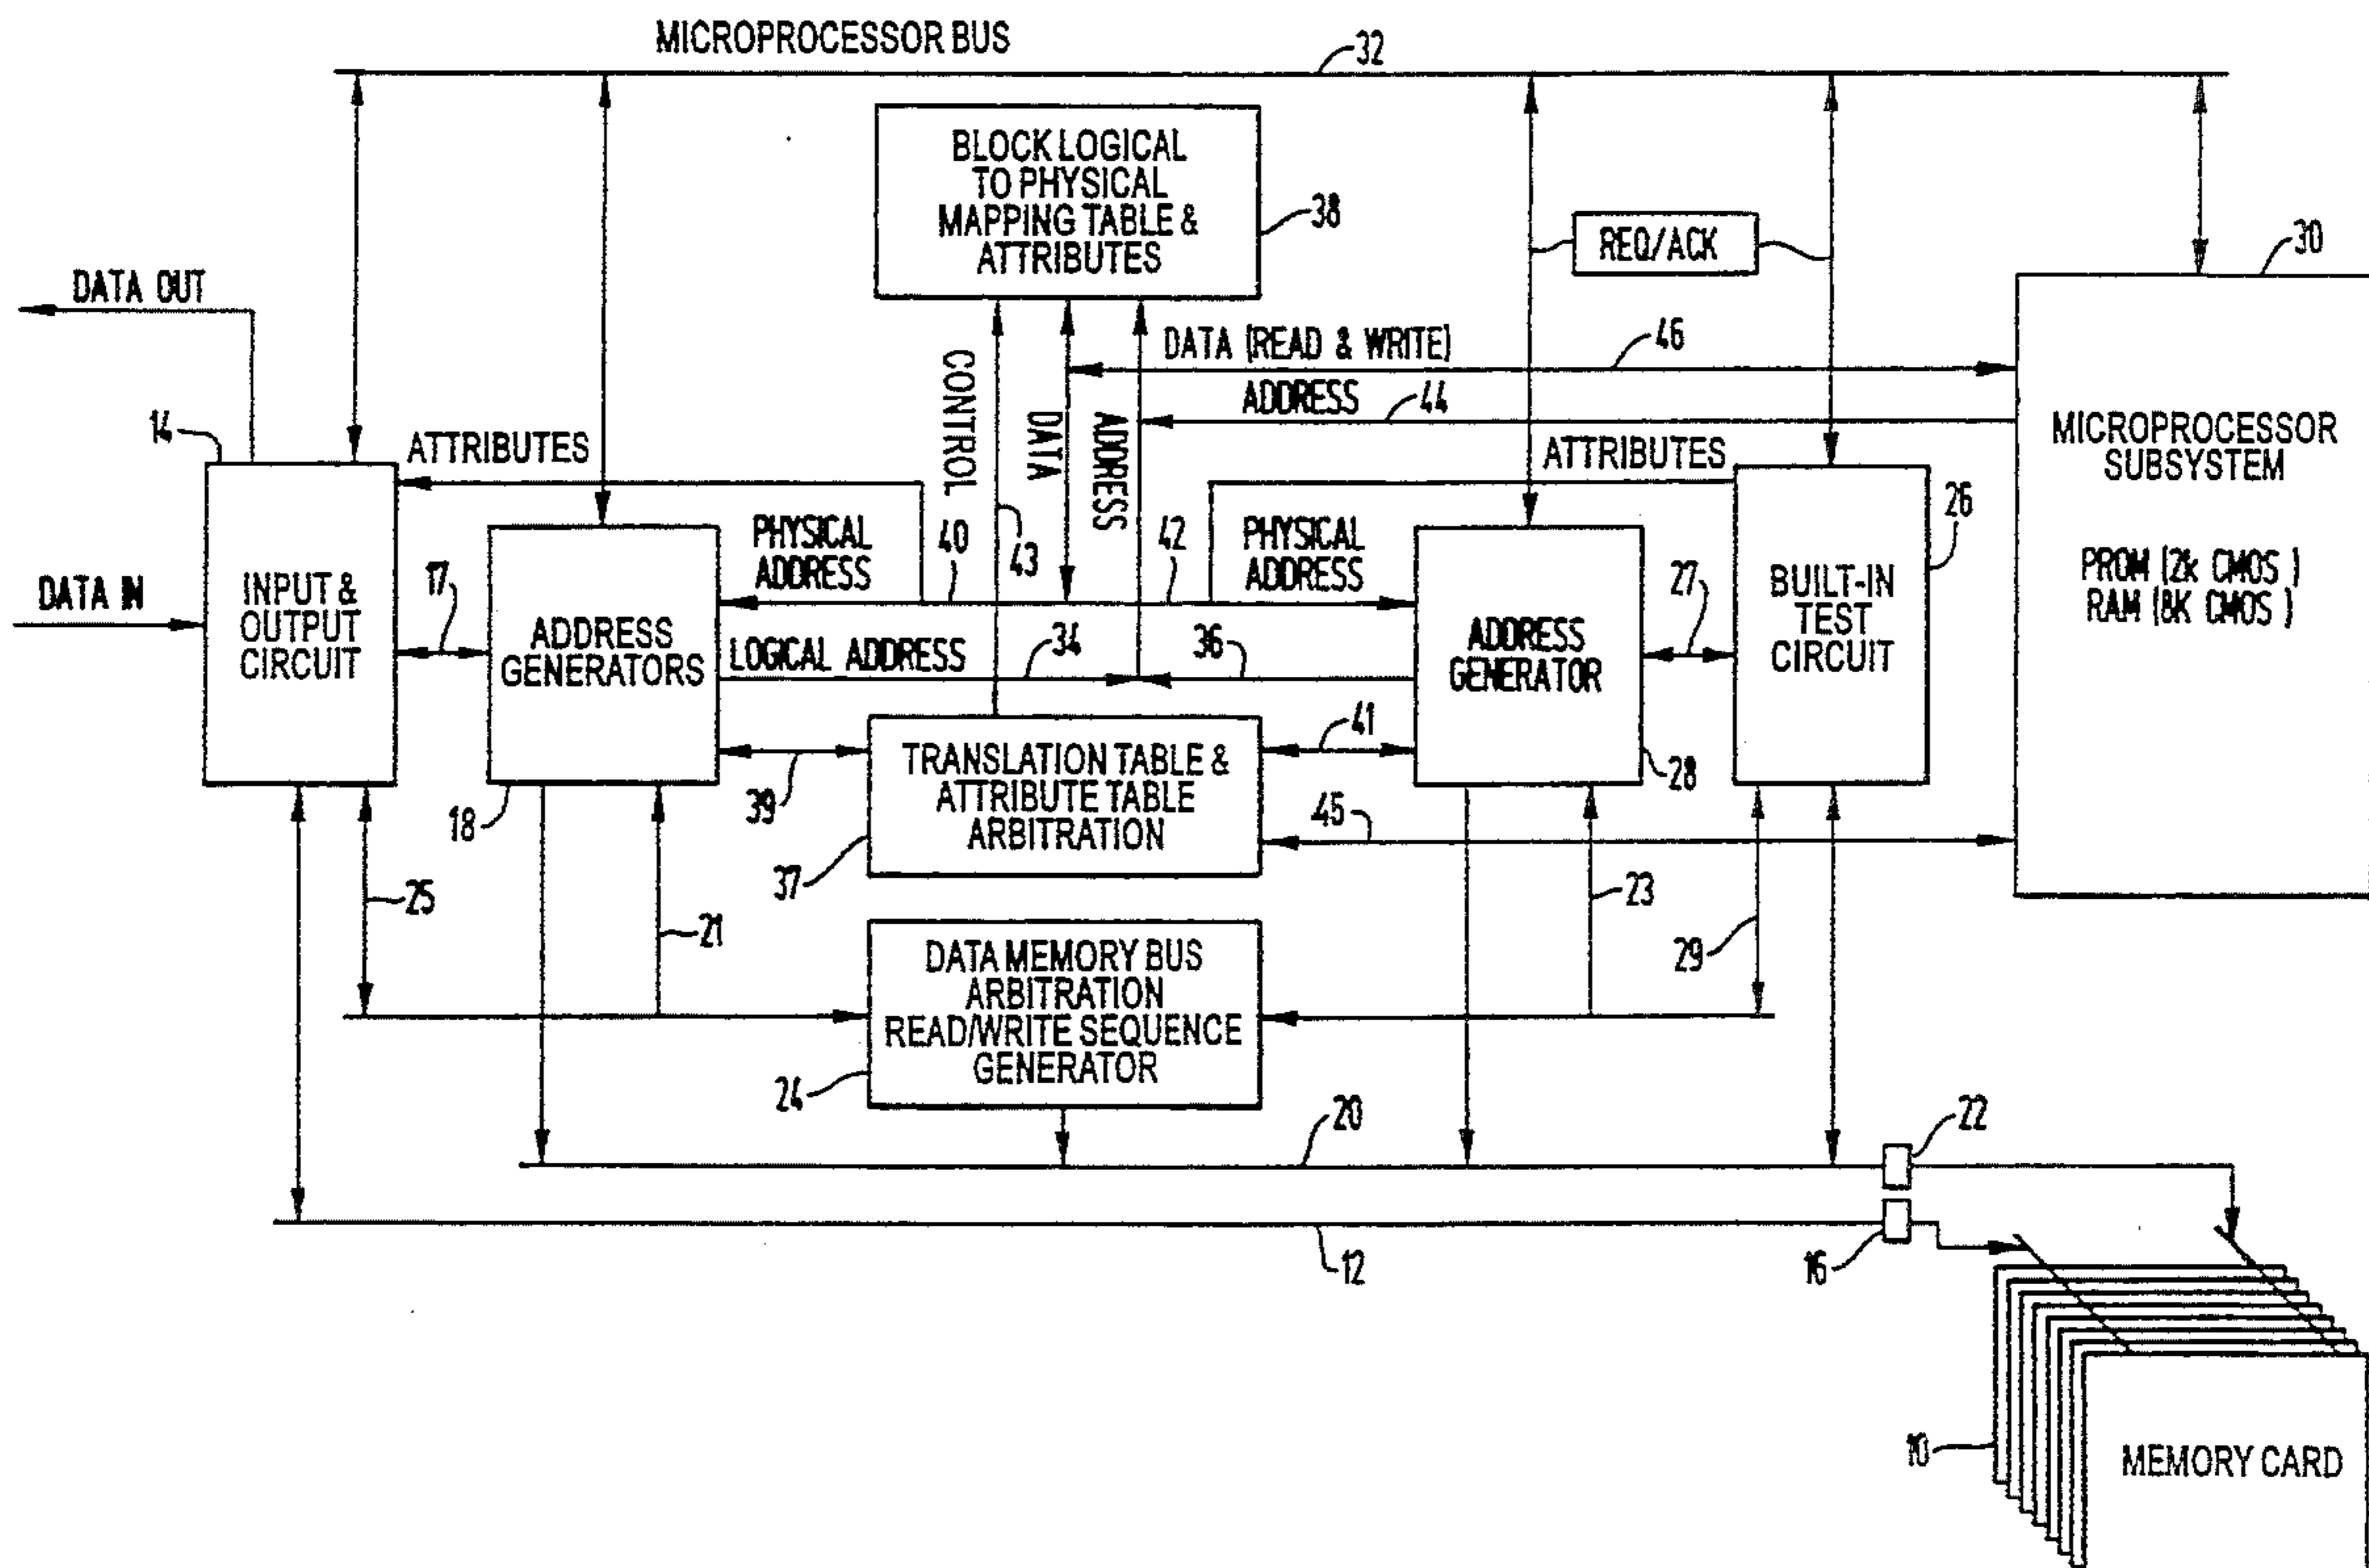 MICROPROCESSOR BUS
32
BLOCK LOGICAL
TO PHYSICAL
MAPPING TABLE &
ATTRIBUTES
38
REQ/ACK
30
DATA OUT
DATA (READ & WRITE)
46
ADDRESS
44
CONTROL
DATA
ADDRESS
14
ATTRIBUTES
ATTRIBUTES
MICROPROCESSOR
SUBSYSTEM
PROM (2k CMOS )
RAM (8K CMOS )
26
PHYSICAL
ADDRESS
40
43
42
PHYSICAL
ADDRESS
DATA IN
INPUT &
OUTPUT
CIRCUIT
17
ADDRESS
GENERATORS
LOGICAL ADDRESS
34
36
ADDRESS
GENERATOR
27
BUILT-IN
TEST
CIRCUIT
18
39
TRANSLATION TABLE &
ATTRIBUTE TABLE
ARBITRATION
37
41
28
45
25
21
23
29
DATA MEMORY BUS
ARBITRATION
READ/WRITE SEQUENCE
GENERATOR
24
20
22
12
16
10
MEMORY CARD